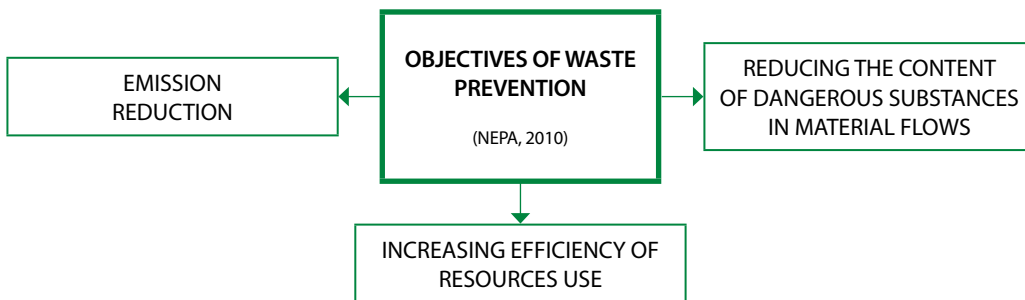 EMISSION
REDUCTION
OBJECTIVES OF WASTE
PREVENTION
(NEPA, 2010)
REDUCING THE CONTENT
OF DANGEROUS SUBSTANCES
IN MATERIAL FLOWS
INCREASING EFFICIENCY OF
RESOURCES USE